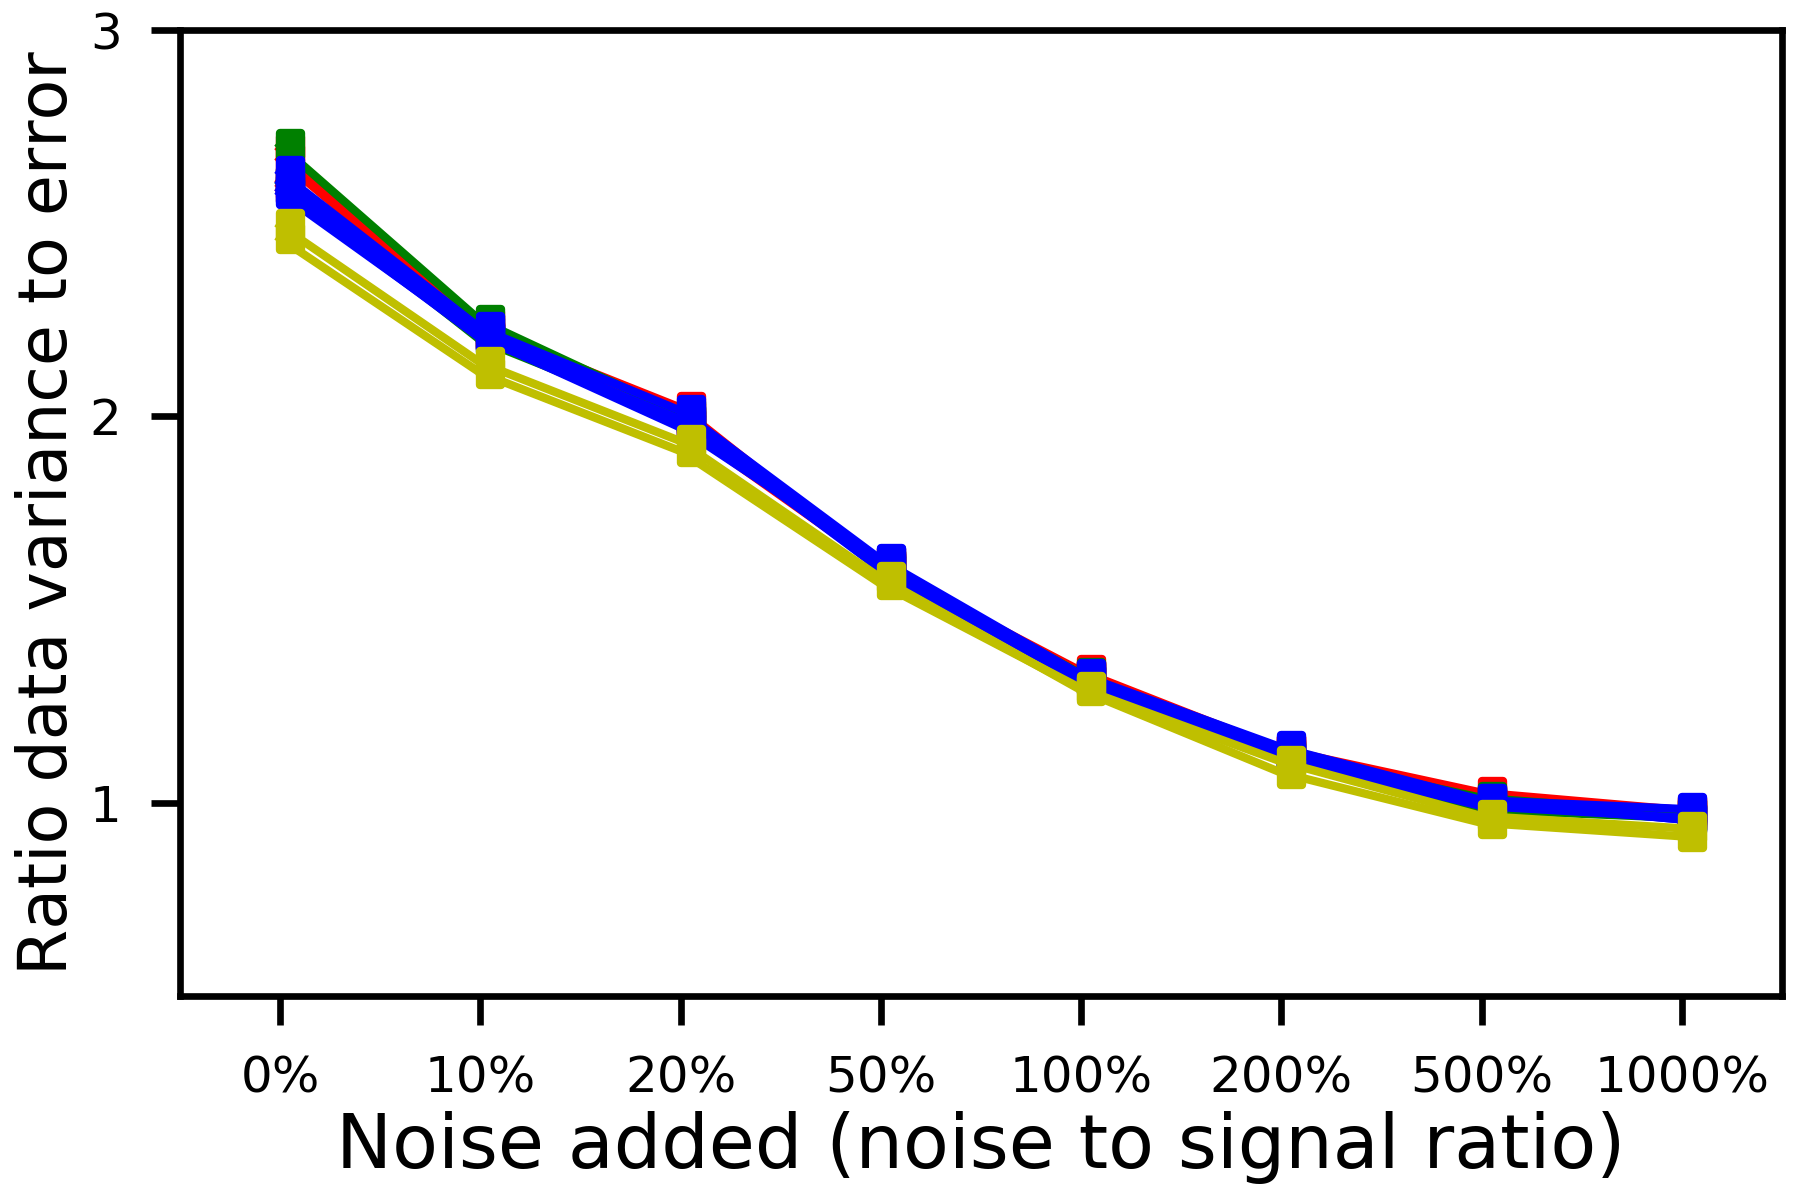 Ratio data variance to error
3
2
1
0% 10% 20% 50% 100% 200% 500% 1000%
Noise added (noise to signal ratio)